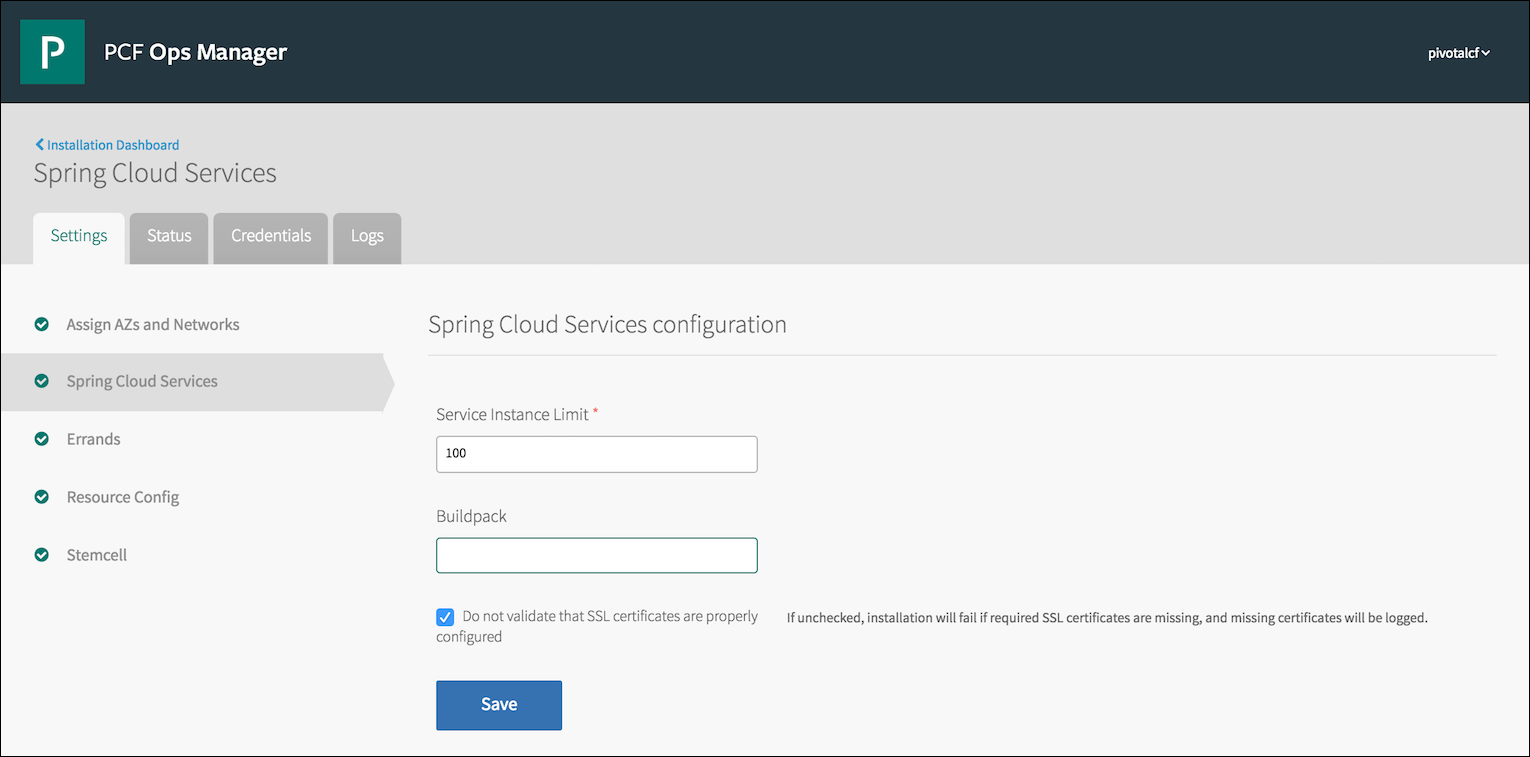 P
PCF Ops Manager
pivotalcf
Installation Dashboard
Spring Cloud Services
Settings
Status
Credentials
Logs
Assign AZs and Networks
Spring Cloud Services
Errands
Resource Config
Stemcell
Spring Cloud Services configuration
Service Instance Limit *
100
Buildpack
Do not validate that SSL certificates are properly
configured
If unchecked, installation will fail if required SSL certificates are missing, and missing certificates will be logged.
Save